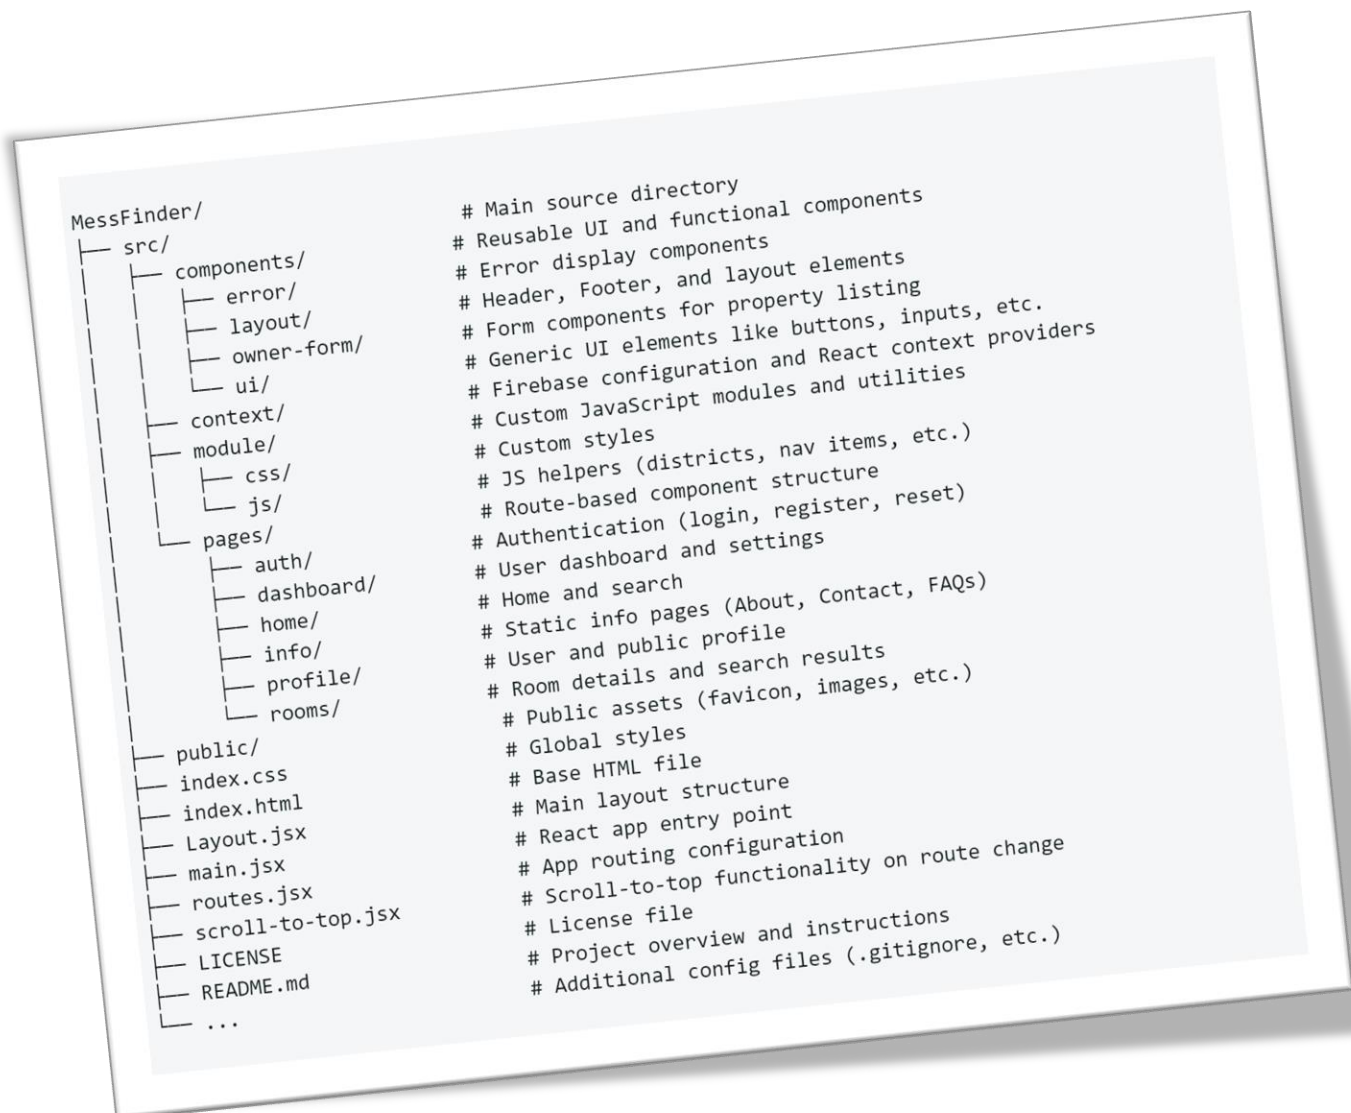 MessFinder/
├── src/ # Main source directory
│   ├── components/ # Reusable UI and functional components
│   │   ├── error/ # Error display components
│   │   ├── layout/ # Header, Footer, and layout elements
│   │   ├── owner-form/ # Form components for property listing
│   │   └── ui/ # Generic UI elements like buttons, inputs, etc.
│   ├── context/ # Firebase configuration and React context providers
│   ├── module/ # Custom JavaScript modules and utilities
│   │   ├── css/ # Custom styles
│   │   └── js/ # JS helpers (districts, nav items, etc.)
│   └── pages/ # Route-based component structure
│       ├── auth/ # Authentication (login, register, reset)
│       ├── dashboard/ # User dashboard and settings
│       ├── home/ # Home and search
│       ├── info/ # Static info pages (About, Contact, FAQs)
│       ├── profile/ # User and public profile
│       └── rooms/ # Room details and search results
├── public/ # Public assets (favicon, images, etc.)
├── index.css # Global styles
├── index.html # Base HTML file
├── Layout.jsx # Main layout structure
├── main.jsx # React app entry point
├── routes.jsx # App routing configuration
├── scroll-to-top.jsx # Scroll-to-top functionality on route change
├── LICENSE # License file
├── README.md # Project overview and instructions
└── ... # Additional config files (.gitignore, etc.)